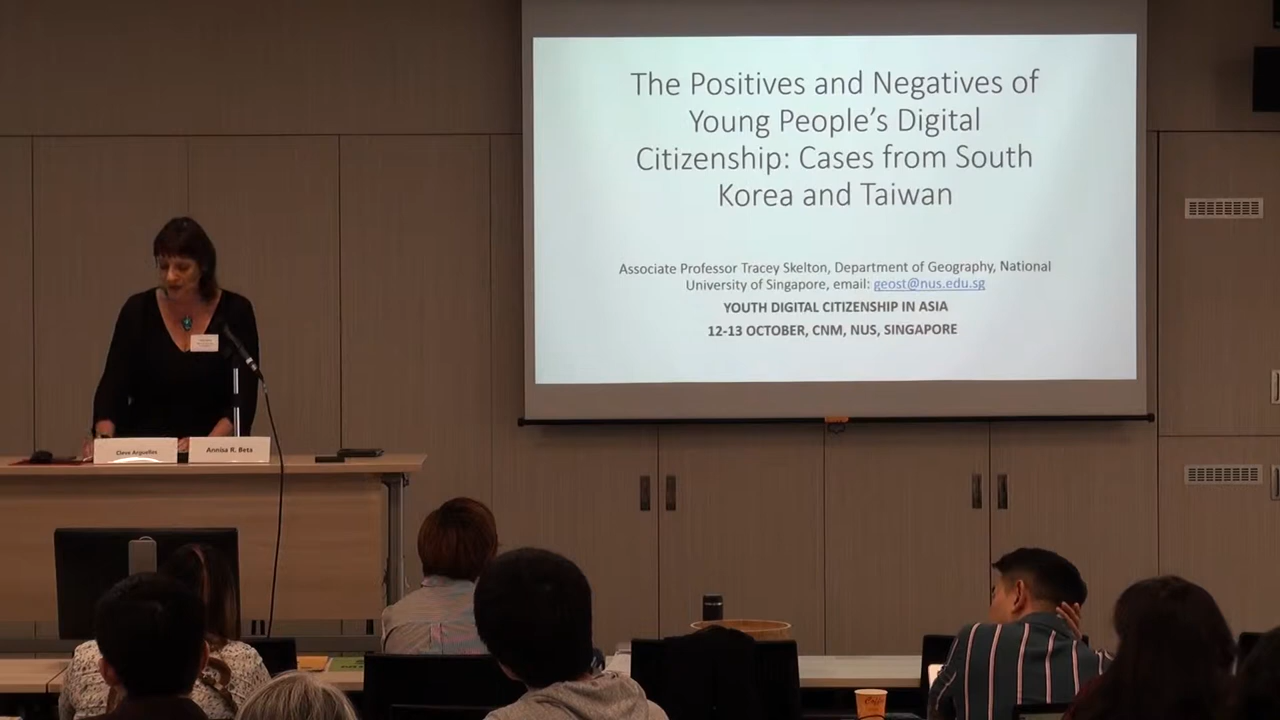 The Positives and Negatives of
Young People's Digital
Citizenship: Cases from South
Korea and Taiwan
Associate Professor Tracey Skelton, Department of Geography, National
University of Singapore, email: geost@nus.edu.sg
YOUTH DIGITAL CITIZENSHIP IN ASIA
12-13 OCTOBER, CNM, NUS, SINGAPORE
Cleve Arguelles
Annisa R. Beta